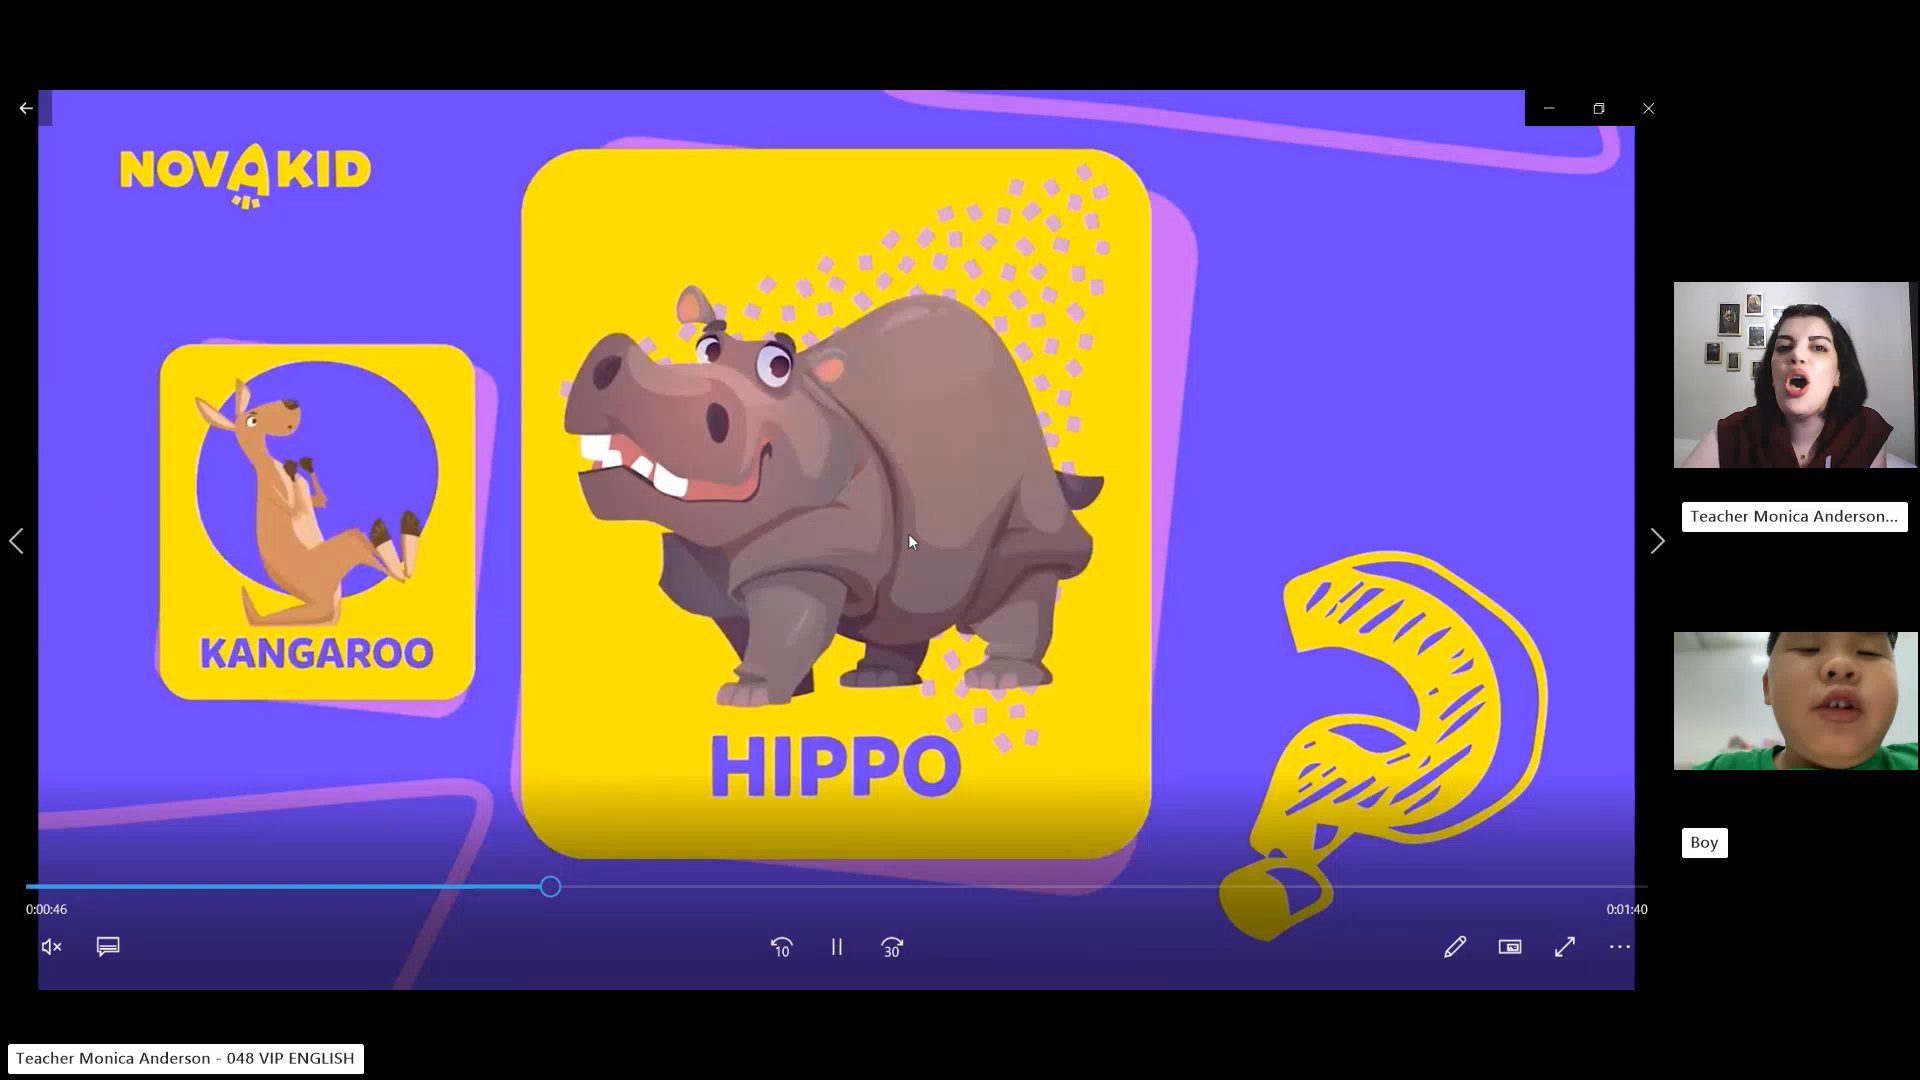 NOVAKID
KANGAROO
HIPPO
Teacher Monica Anderson...
Boy
0:00:46
0:01:40
10
30
Teacher Monica Anderson - 048 VIP ENGLISH